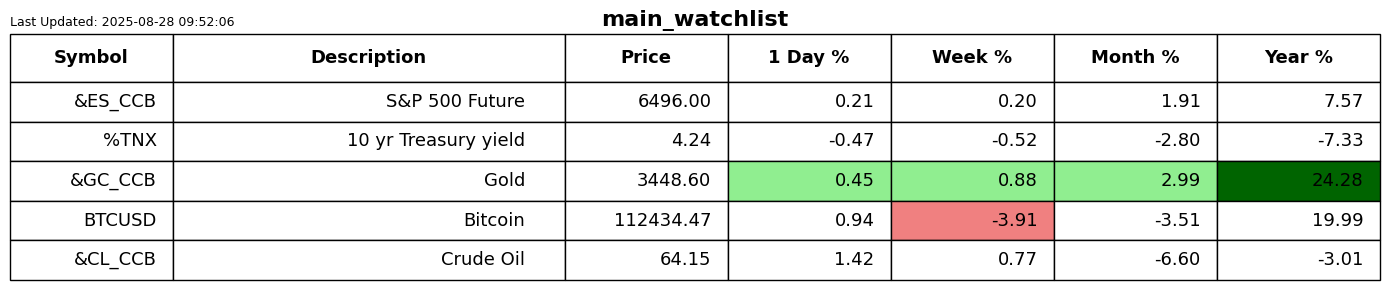 Last Updated: 2025-08-28 09:52:06
main_watchlist
Symbol Description Price 1 Day % Week % Month % Year %
&ES_CCB S&P 500 Future 6496.00 0.21 0.20 1.91 7.57
%TNX 10 yr Treasury yield 4.24 -0.47 -0.52 -2.80 -7.33
&GC_CCB Gold 3448.60 0.45 0.88 2.99 24.28
BTCUSD Bitcoin 112434.47 0.94 -3.91 -3.51 19.99
&CL_CCB Crude Oil 64.15 1.42 0.77 -6.60 -3.01